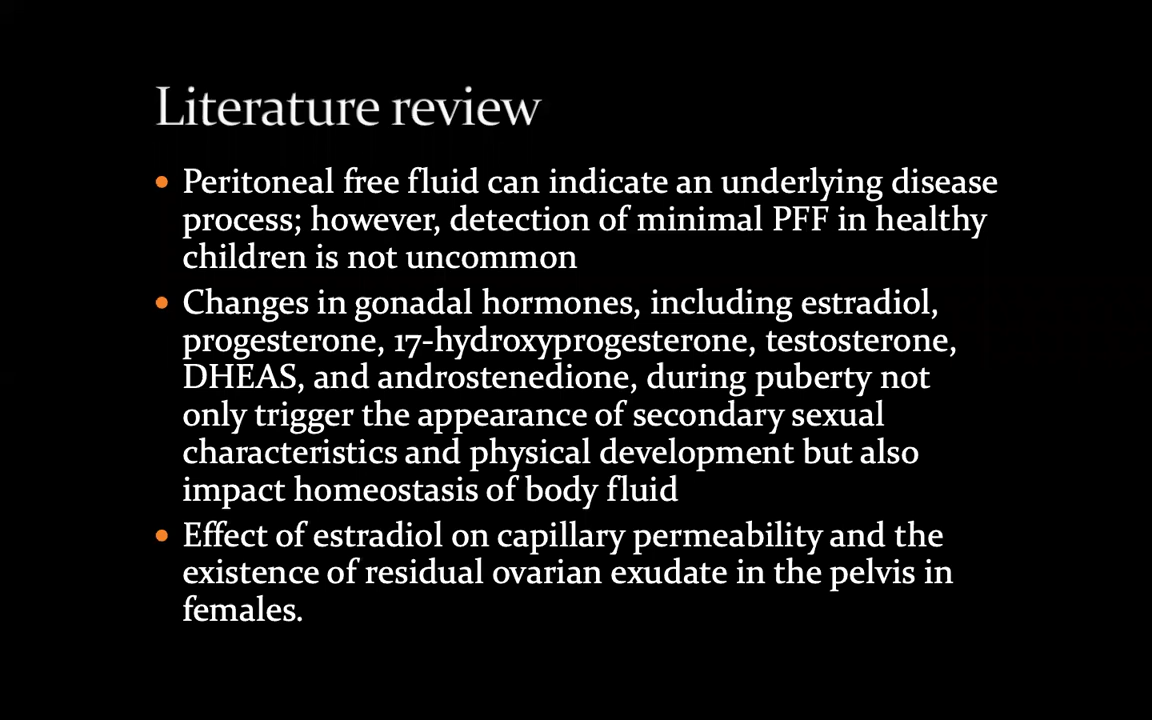 Literature review
• Peritoneal free fluid can indicate an underlying disease
process; however, detection of minimal PFF in healthy
children is not uncommon
• Changes in gonadal hormones, including estradiol,
progesterone, 17-hydroxyprogesterone, testosterone,
DHEAS, and androstenedione, during puberty not
only trigger the appearance of secondary sexual
characteristics and physical development but also
impact homeostasis of body fluid
• Effect of estradiol on capillary permeability and the
existence of residual ovarian exudate in the pelvis in
females.